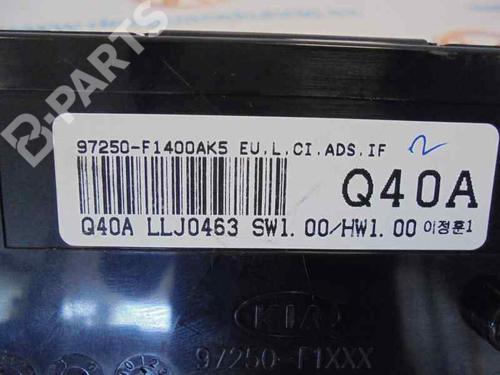 97250-F1400AK5 EU.L.CI.ADS.IF 2
Q40A
Q40A LLJ0463 SW1.00/HW1.00 이정훈1
KIA
97250-F1XXX